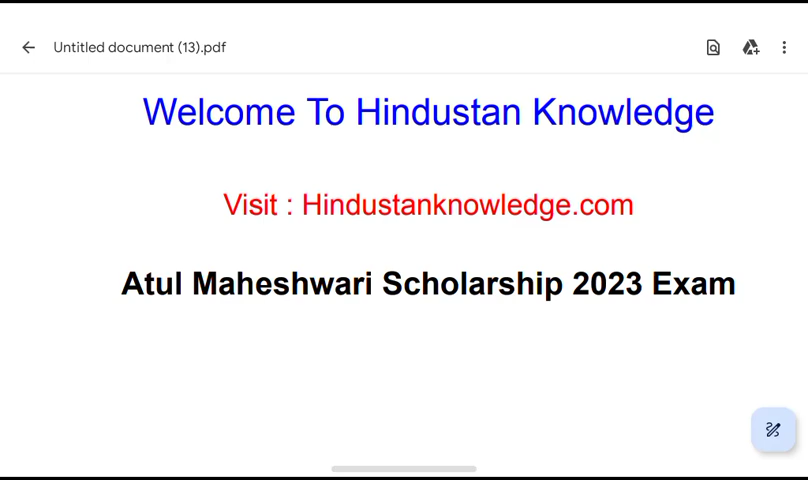 Untitled document (13).pdf
Welcome To Hindustan Knowledge
Visit : Hindustanknowledge.com
Atul Maheshwari Scholarship 2023 Exam